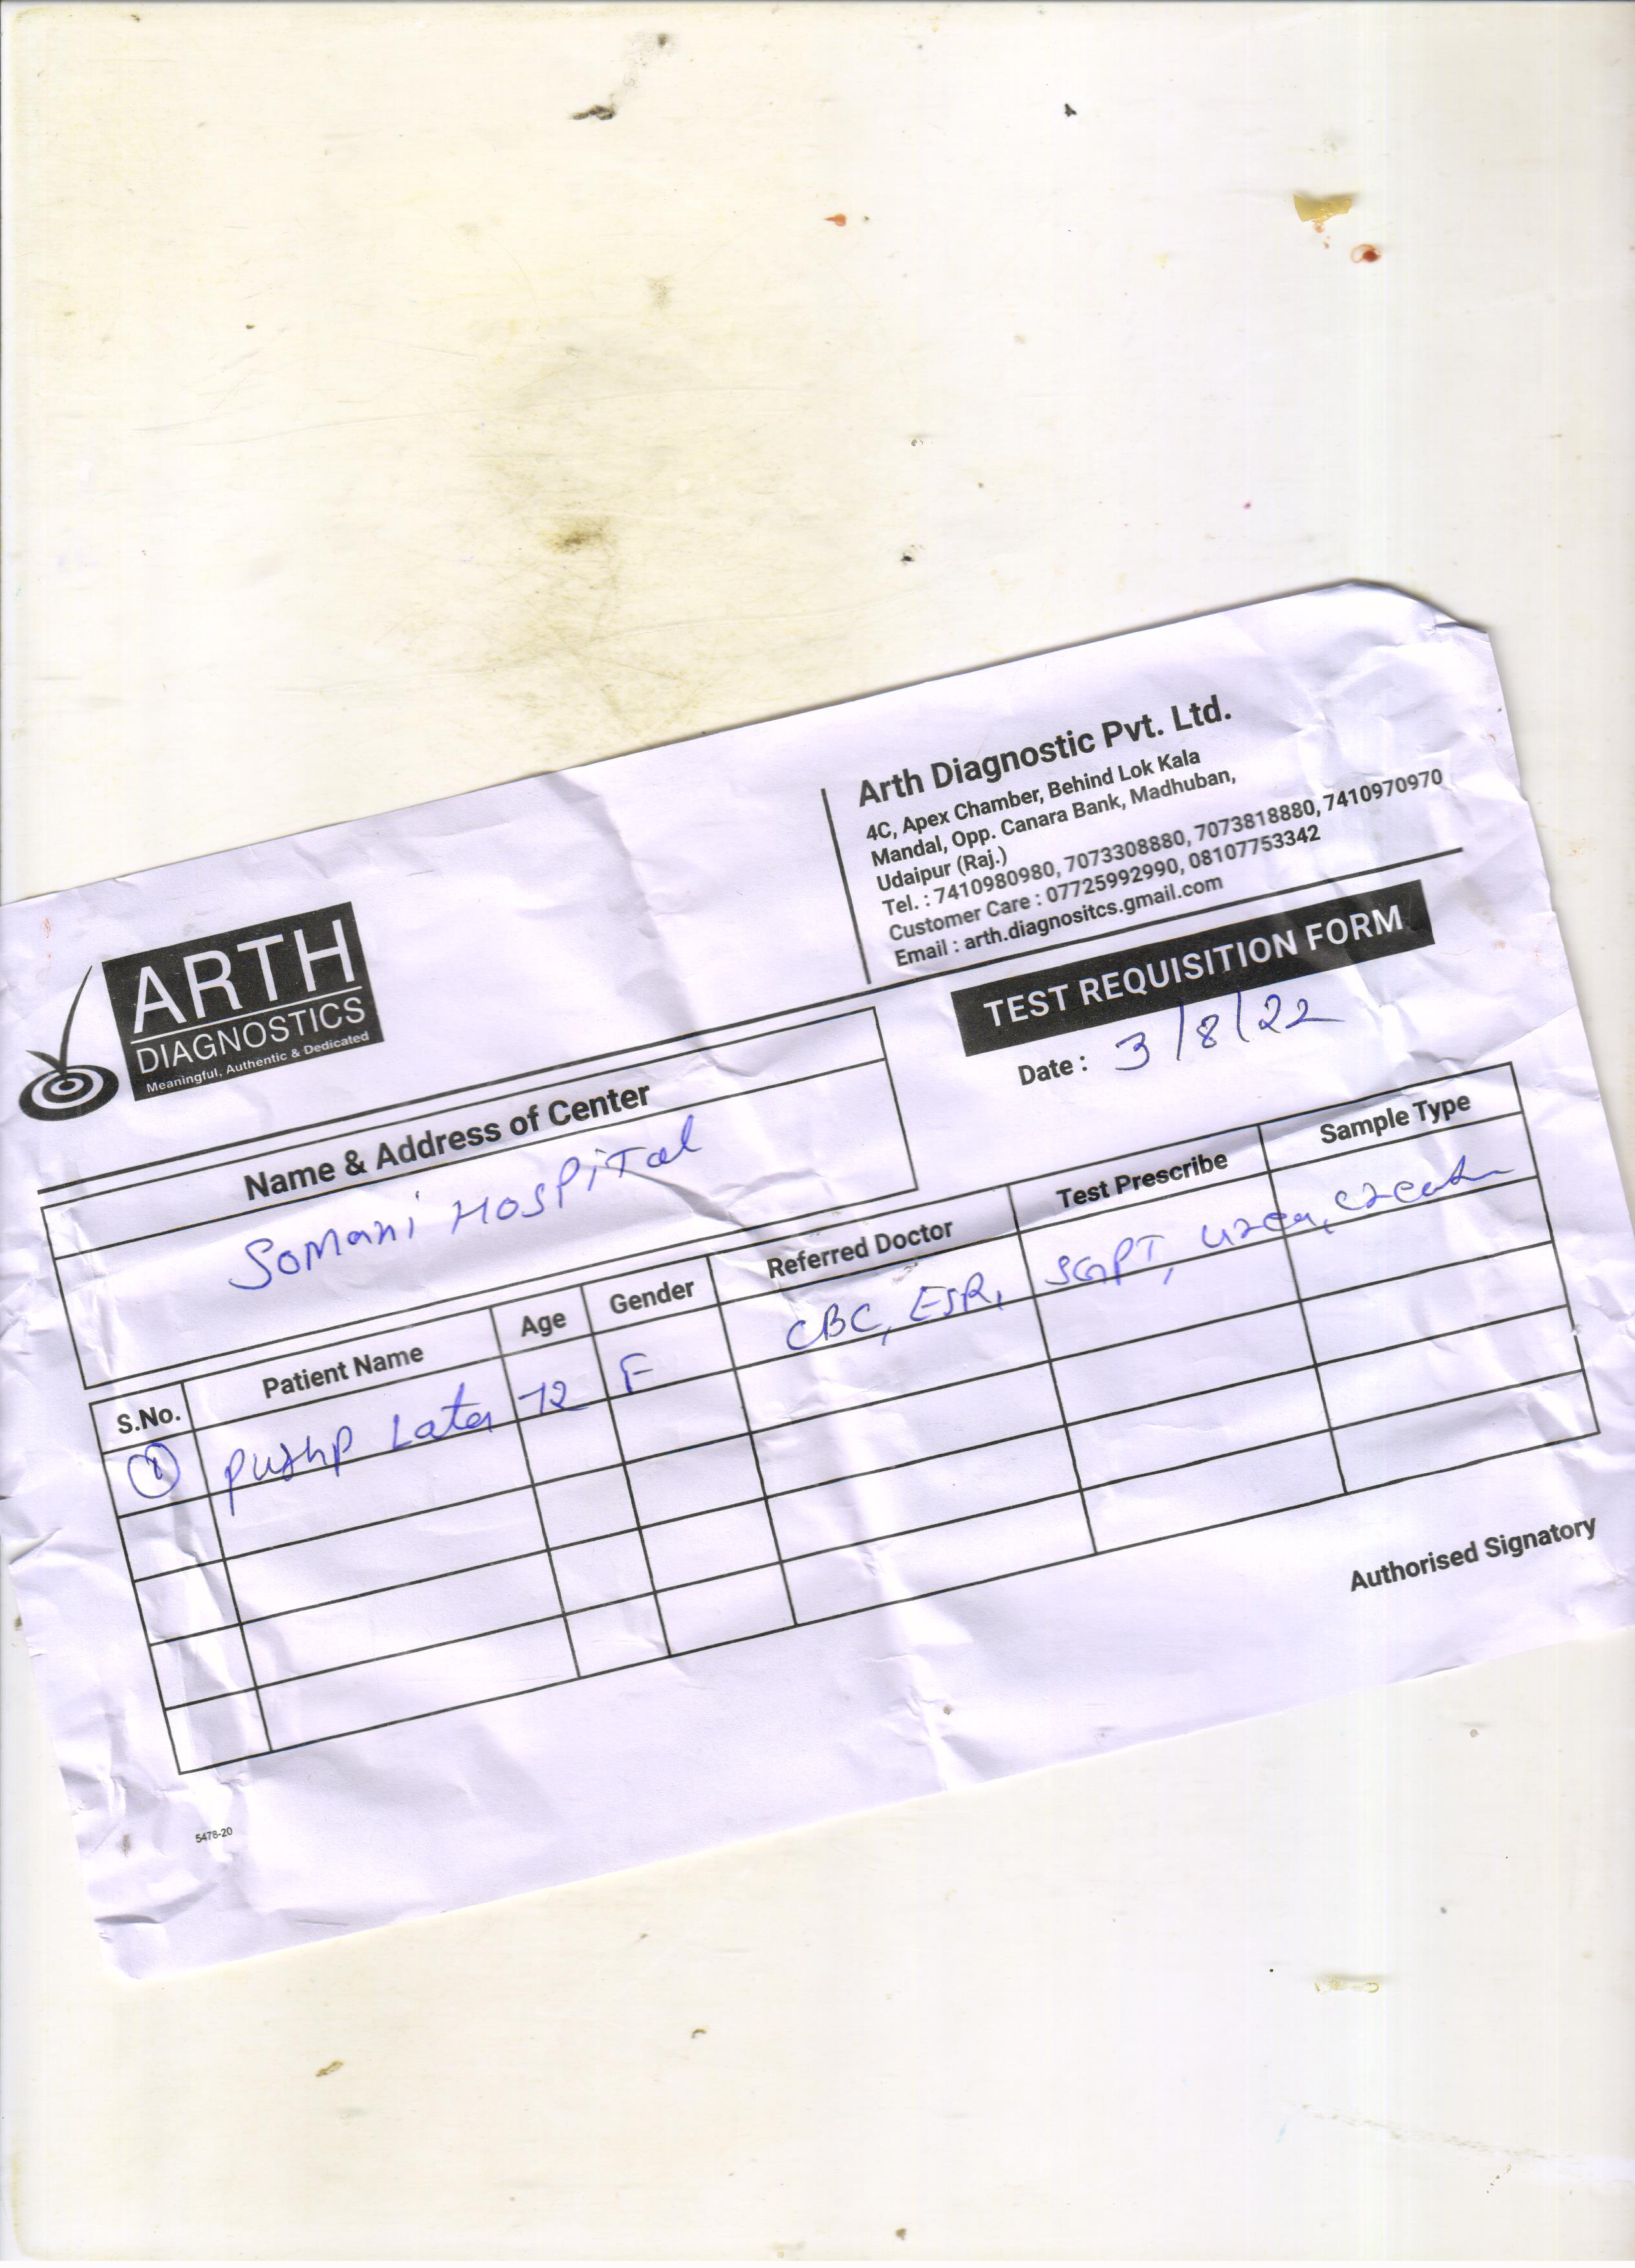 Arth Diagnostic Pvt. Ltd.
4C, Apex Chamber, Behind Lok Kala
Mandal, Opp. Canara Bank, Madhuban,
Udaipur (Raj.)
Tel. : 7410980980, 7073308880, 7073818880, 7410970970
Customer Care : 07725992990, 08107753342
Email : arth.diagnositcs.gmail.com
ARTH
DIAGNOSTICS
Meaningful, Authentic & Dedicated
TEST REQUISITION FORM
Date : 3/8/22
Name & Address of Center
Somani Hospital
S.No. Patient Name Age Gender Referred Doctor Test Prescribe Sample Type
1 Pushp Lata 72 F CBC, ESR, SGPT, Urea,
Authorised Signatory
5478-20